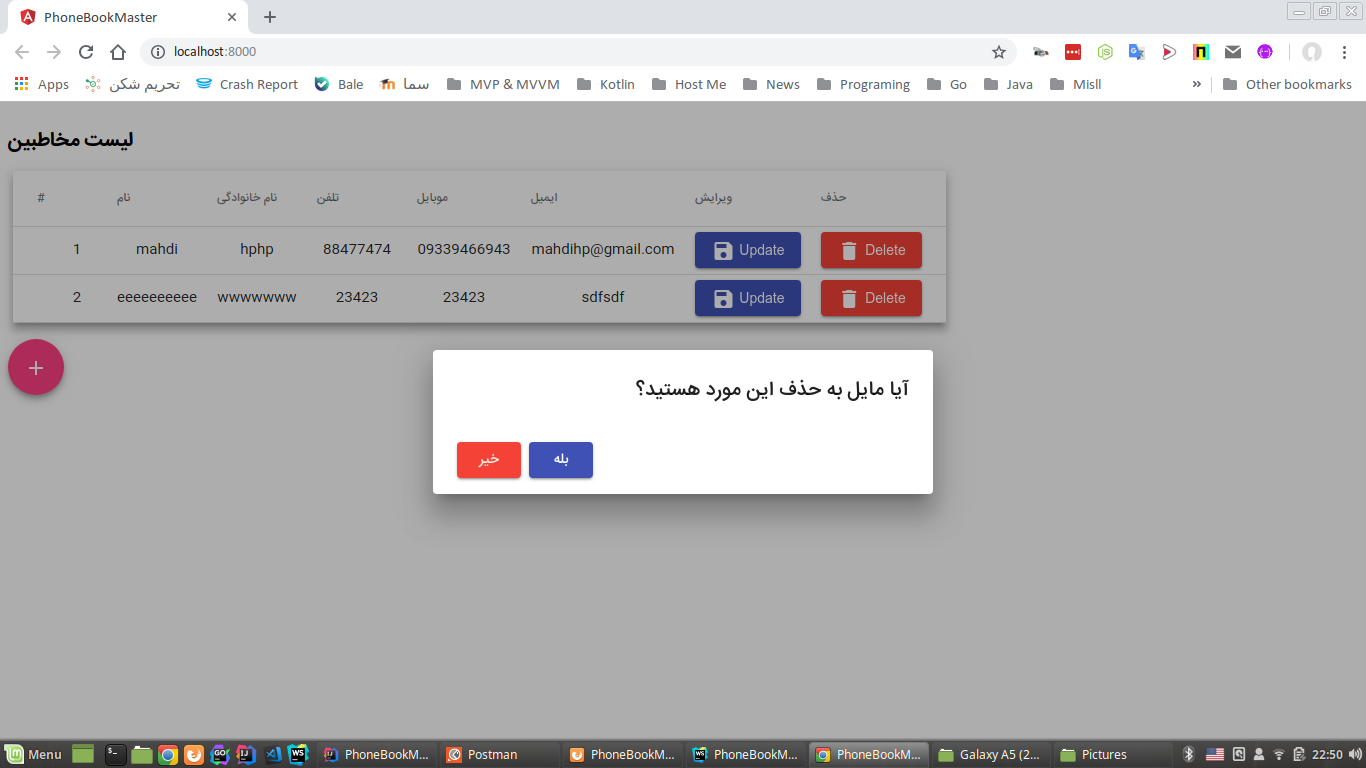 PhoneBookMaster
localhost:8000
Apps تحریم شکن Crash Report Bale سما MVP & MVVM Kotlin Host Me News Programing Go Java Misll » Other bookmarks
لیست مخاطبین
# نام نام خانوادگی تلفن موبایل ایمیل ویرایش حذف
1 mahdi hphp 88477474 09339466943 mahdihp@gmail.com Update Delete
2 eeeeeeeeee wwwwwww 23423 23423 sdfsdf Update Delete
+
آیا مایل به حذف این مورد هستید؟
بله خیر
Menu GO IJ WS PhoneBookM... Postman PhoneBookM... PhoneBookM... PhoneBookM... Galaxy A5 (2... Pictures 22:50